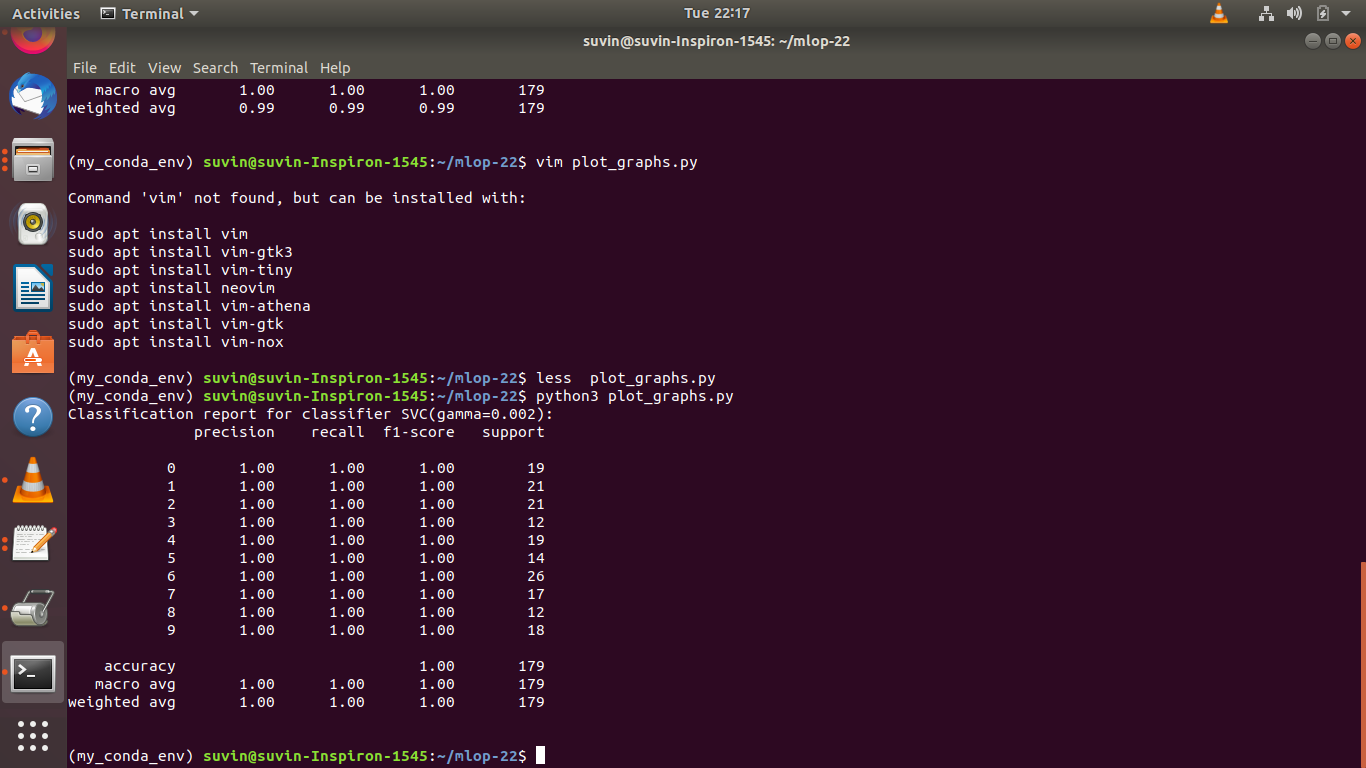 Activities Terminal Tue 22:17
suvin@suvin-Inspiron-1545: ~/mlop-22
File Edit View Search Terminal Help
   macro avg       1.00      1.00      1.00       179
weighted avg       0.99      0.99      0.99       179
(my_conda_env) suvin@suvin-Inspiron-1545:~/mlop-22$ vim plot_graphs.py
Command 'vim' not found, but can be installed with:
sudo apt install vim
sudo apt install vim-gtk3
sudo apt install vim-tiny
sudo apt install neovim
sudo apt install vim-athena
sudo apt install vim-gtk
sudo apt install vim-nox
(my_conda_env) suvin@suvin-Inspiron-1545:~/mlop-22$ less  plot_graphs.py
(my_conda_env) suvin@suvin-Inspiron-1545:~/mlop-22$ python3 plot_graphs.py
Classification report for classifier SVC(gamma=0.002):
              precision    recall  f1-score   support
           0       1.00      1.00      1.00        19
           1       1.00      1.00      1.00        21
           2       1.00      1.00      1.00        21
           3       1.00      1.00      1.00        12
           4       1.00      1.00      1.00        19
           5       1.00      1.00      1.00        14
           6       1.00      1.00      1.00        26
           7       1.00      1.00      1.00        17
           8       1.00      1.00      1.00        12
           9       1.00      1.00      1.00        18
    accuracy                           1.00       179
   macro avg       1.00      1.00      1.00       179
weighted avg       1.00      1.00      1.00       179
(my_conda_env) suvin@suvin-Inspiron-1545:~/mlop-22$